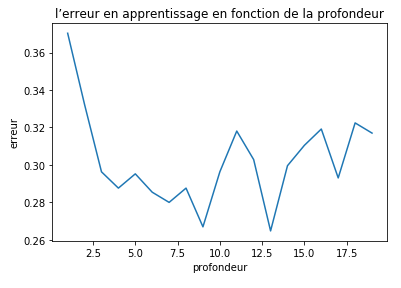 l’erreur en apprentissage en fonction de la profondeur
0.36
0.34
0.32
0.30
0.28
0.26
erreur
2.5 5.0 7.5 10.0 12.5 15.0 17.5
profondeur